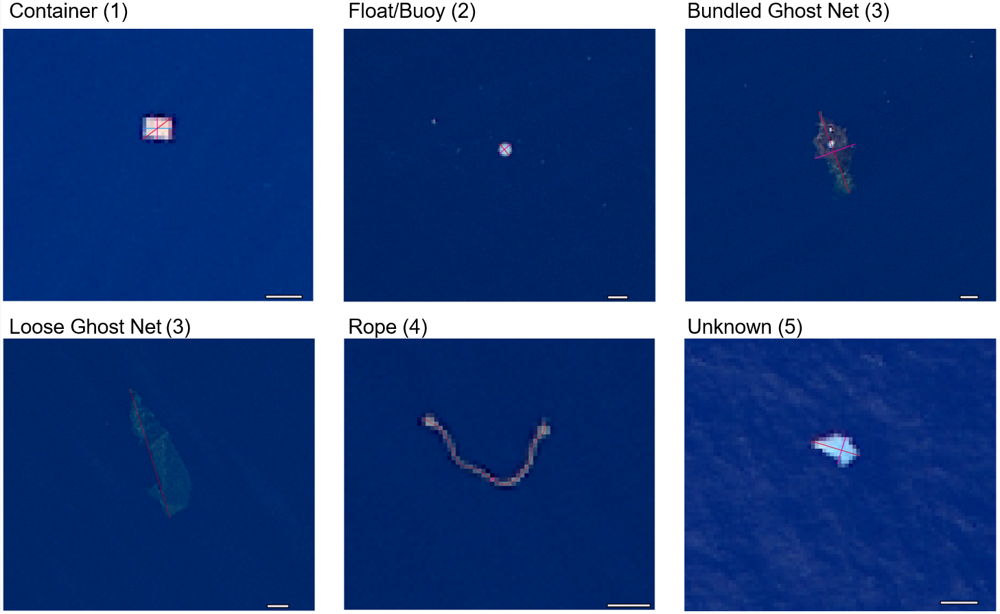 Container (1)
Float/Buoy (2)
Bundled Ghost Net (3)
Loose Ghost Net (3)
Rope (4)
Unknown (5)